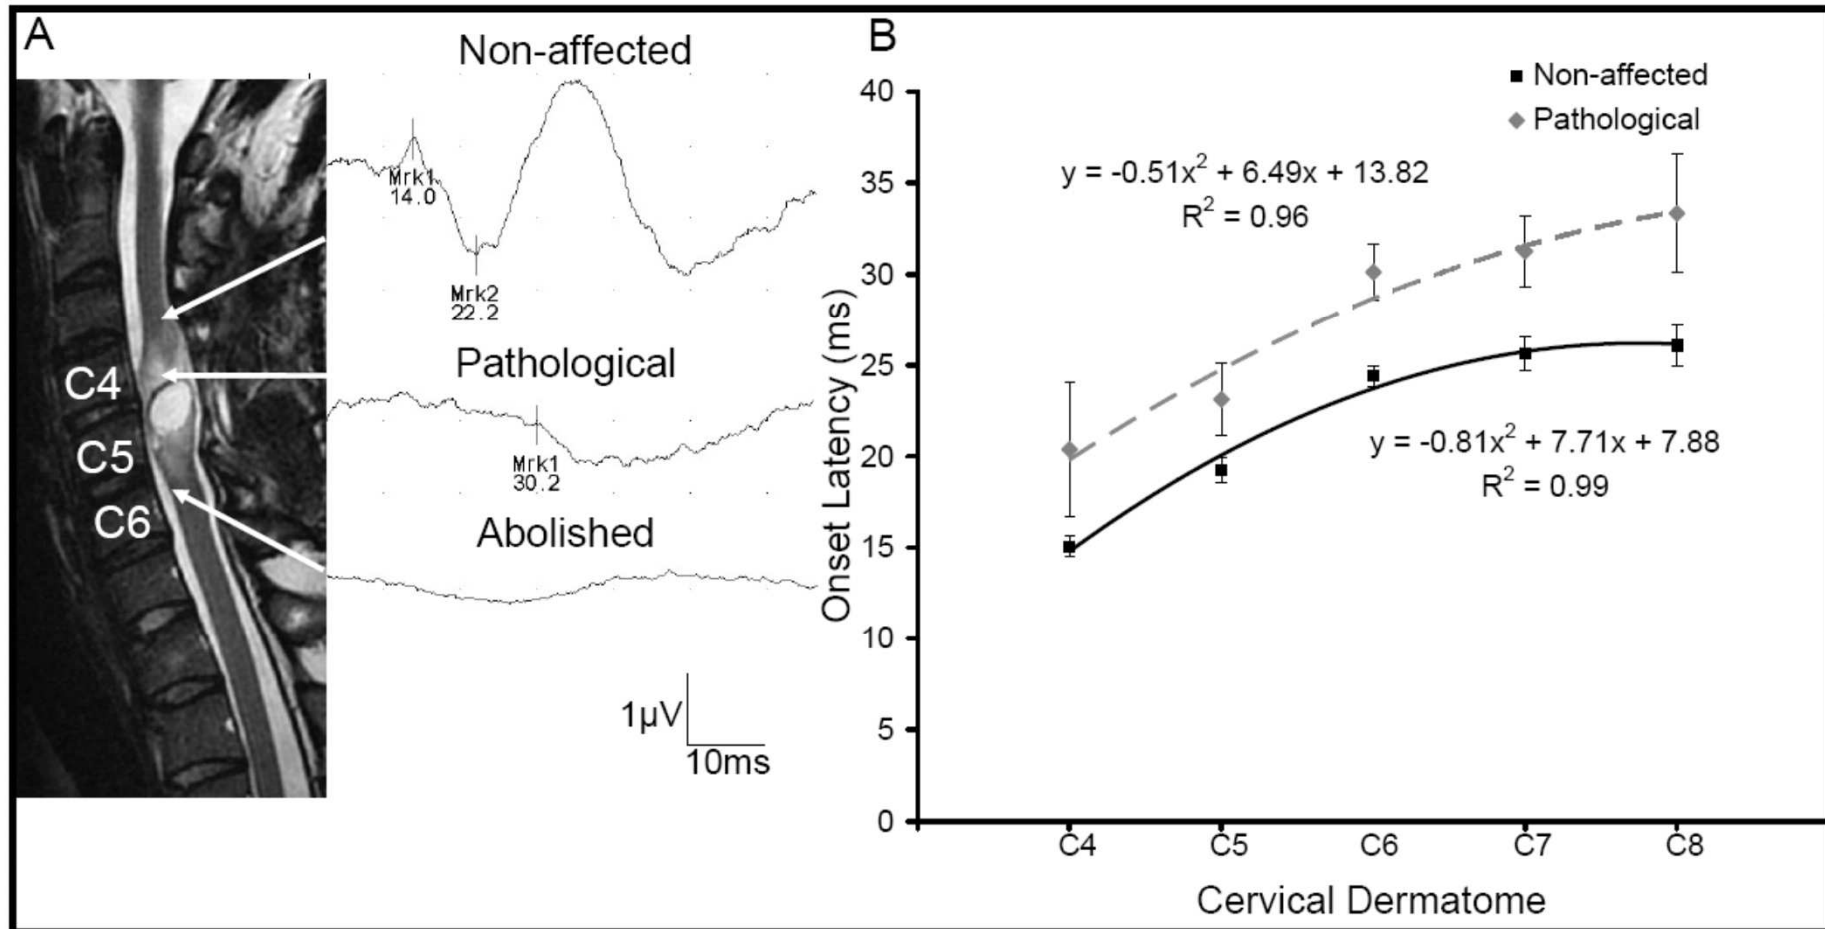 A
Non-affected
Mrk1
14.0
Mrk2
22.2
Pathological
Mrk1
30.2
Abolished
C4
C5
C6
1µV
10ms
B
Non-affected
Pathological
y = -0.51x² + 6.49x + 13.82
R² = 0.96
y = -0.81x² + 7.71x + 7.88
R² = 0.99
Onset Latency (ms)
40
35
30
25
20
15
10
5
0
C4 C5 C6 C7 C8
Cervical Dermatome